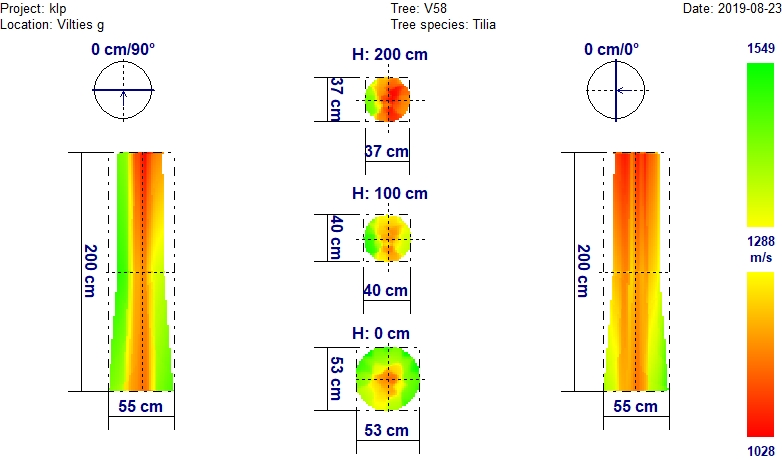 Project: klp
Tree: V58
Date: 2019-08-23
Location: Vilties g
Tree species: Tilia
0 cm/90°
H: 200 cm
0 cm/0°
1549
37 cm
37 cm
200 cm
H: 100 cm
40 cm
40 cm
200 cm
1288
m/s
H: 0 cm
53 cm
53 cm
55 cm
55 cm
1028